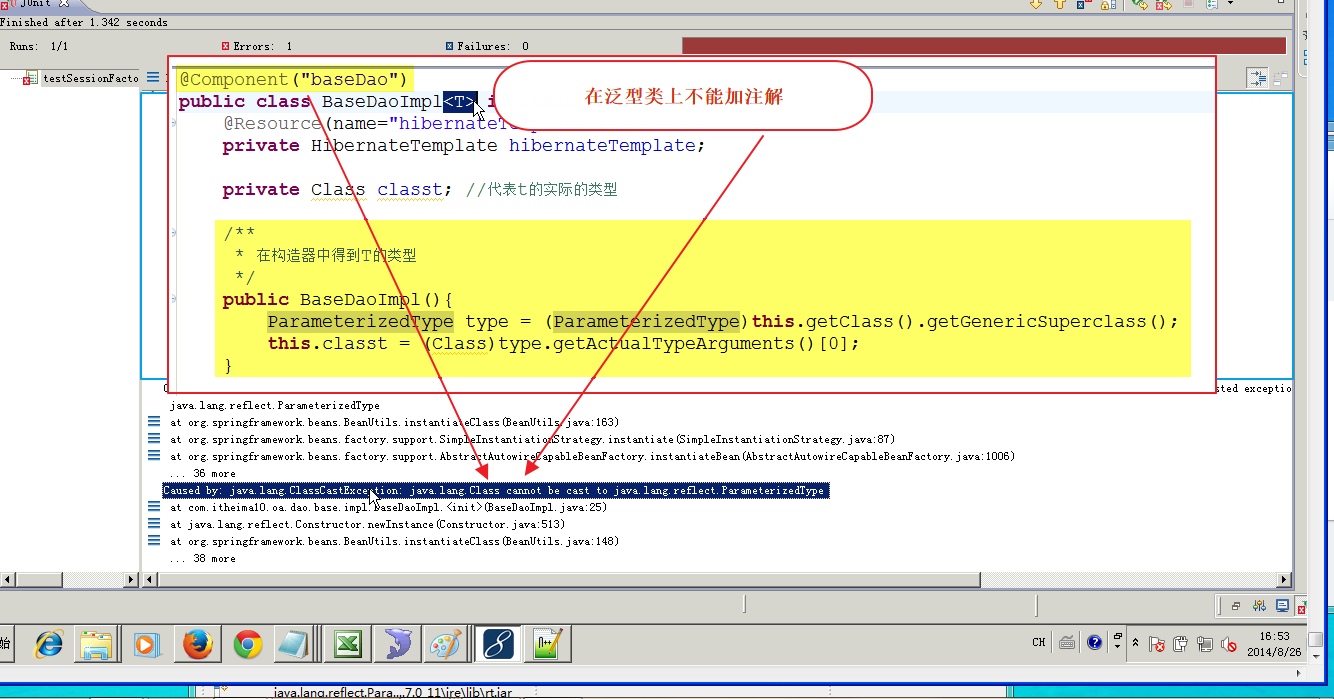 JUnit
Finished after 1.342 seconds
Runs: 1/1
Errors: 1
Failures: 0
testSessionFacto
@Component("baseDao")
public class BaseDaoImpl<T> i
在泛型类上不能加注解
@Resource(name="hibernateTe
private HibernateTemplate hibernateTemplate;
private Class classt; //代表t的实际的类型
/**
* 在构造器中得到T的类型
*/
public BaseDaoImpl(){
ParameterizedType type = (ParameterizedType)this.getClass().getGenericSuperclass();
this.classt = (Class)type.getActualTypeArguments()[0];
}
sted exceptio
java.lang.reflect.ParameterizedType
at org.springframework.beans.BeanUtils.instantiateClass(BeanUtils.java:163)
at org.springframework.beans.factory.support.SimpleInstantiationStrategy.instantiate(SimpleInstantiationStrategy.java:87)
at org.springframework.beans.factory.support.AbstractAutowireCapableBeanFactory.instantiateBean(AbstractAutowireCapableBeanFactory.java:1006)
... 36 more
Caused by: java.lang.ClassCastException: java.lang.Class cannot be cast to java.lang.reflect.ParameterizedType
at com.itheima10.oa.dao.base.impl.BaseDaoImpl.<init>(BaseDaoImpl.java:25)
at java.lang.reflect.Constructor.newInstance(Constructor.java:513)
at org.springframework.beans.BeanUtils.instantiateClass(BeanUtils.java:148)
... 38 more
始
CH
16:53
2014/8/26
java.lang.reflect.Para...,7.0_11\jre\lib\rt.jar